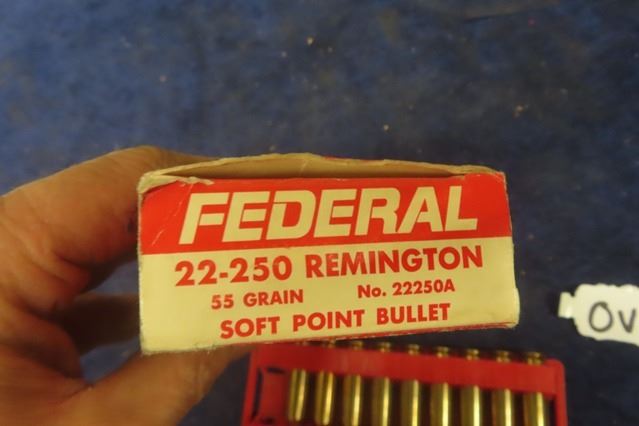 FEDERAL
22-250 REMINGTON
55 GRAIN No. 22250A
SOFT POINT BULLET